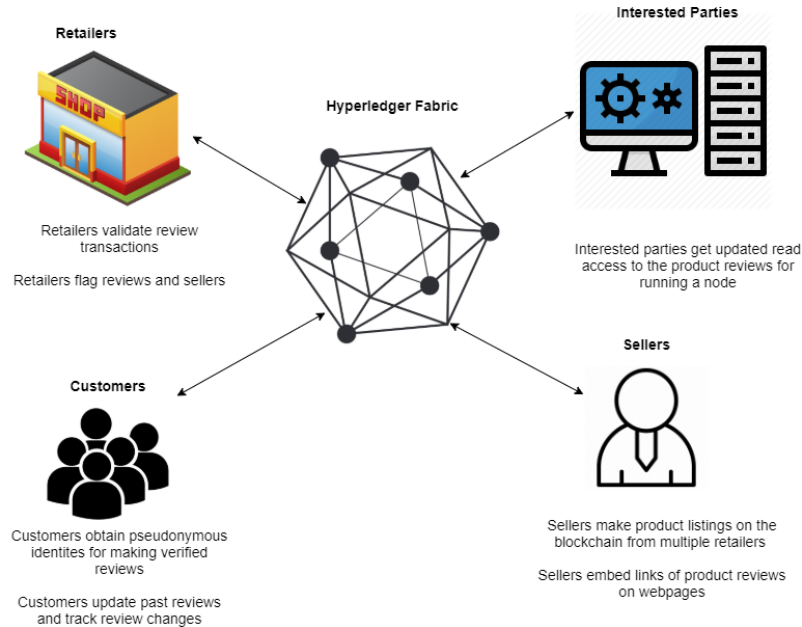 Retailers
SHOP
Retailers validate review
transactions
Retailers flag reviews and sellers
Hyperledger Fabric
Interested Parties
Interested parties get updated read
access to the product reviews for
running a node
Customers
Customers obtain pseudonymous
identites for making verified
reviews
Customers update past reviews
and track review changes
Sellers
Sellers make product listings on the
blockchain from multiple retailers
Sellers embed links of product reviews
on webpages